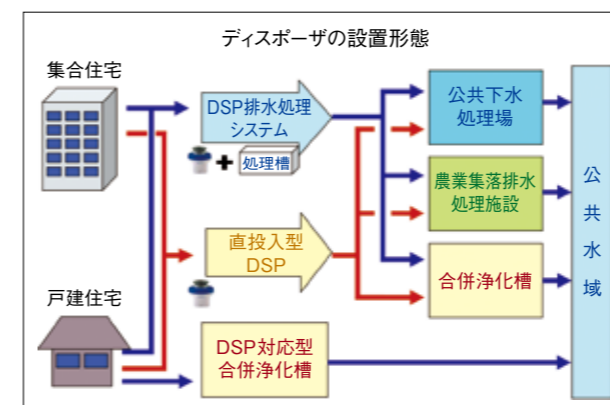 ディスポーザの設置形態
集合住宅
DSP排水処理
システム
+
処理槽
公共下水
処理場
農業集落排水
処理施設
直投入型
DSP
合併浄化槽
戸建住宅
DSP対応型
合併浄化槽
公共水域